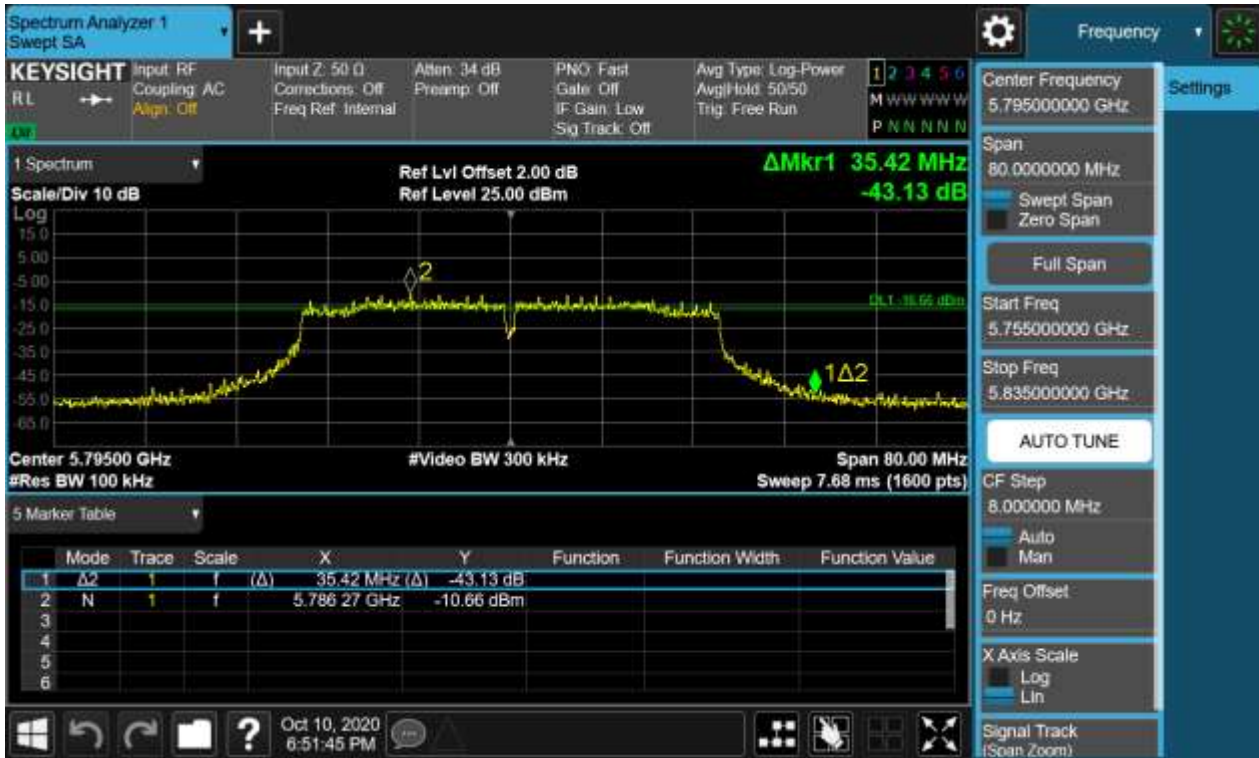 Spectrum Analyzer 1
Swept SA
+
Frequency
KEYSIGHT
RL
Input: RF
Coupling: AC
Align: Off
Input Z: 50 Ω
Corrections: Off
Freq Ref: Internal
Atten: 34 dB
Preamp: Off
PNO: Fast
Gate: Off
IF Gain: Low
Sig Track: Off
Avg Type: Log-Power
Avg|Hold: 50/50
Trig: Free Run
1 2 3 4 5 6
M W W W W W
P N N N N N
Settings
Center Frequency
5.795000000 GHz
Span
80.0000000 MHz
Swept Span
Zero Span
Full Span
Start Freq
5.755000000 GHz
Stop Freq
5.835000000 GHz
AUTO TUNE
CF Step
8.000000 MHz
Auto
Man
Freq Offset
0 Hz
X Axis Scale
Log
Lin
Signal Track
(Span Zoom)
1 Spectrum
Scale/Div 10 dB
Ref Lvl Offset 2.00 dB
Ref Level 25.00 dBm
ΔMkr1 35.42 MHz
-43.13 dB
Log
15.0
5.00
-5.00
-15.0
-25.0
-35.0
-45.0
-55.0
-65.0
2
DL1 -16.66 dBm
1Δ2
Center 5.79500 GHz
#Video BW 300 kHz
Span 80.00 MHz
#Res BW 100 kHz
Sweep 7.68 ms (1600 pts)
5 Marker Table
Mode Trace Scale X Y Function Function Width Function Value
1 Δ2 1 f (Δ) 35.42 MHz (Δ) -43.13 dB
2 N 1 f 5.786 27 GHz -10.66 dBm
3
4
5
6
?
Oct 10, 2020
6:51:45 PM